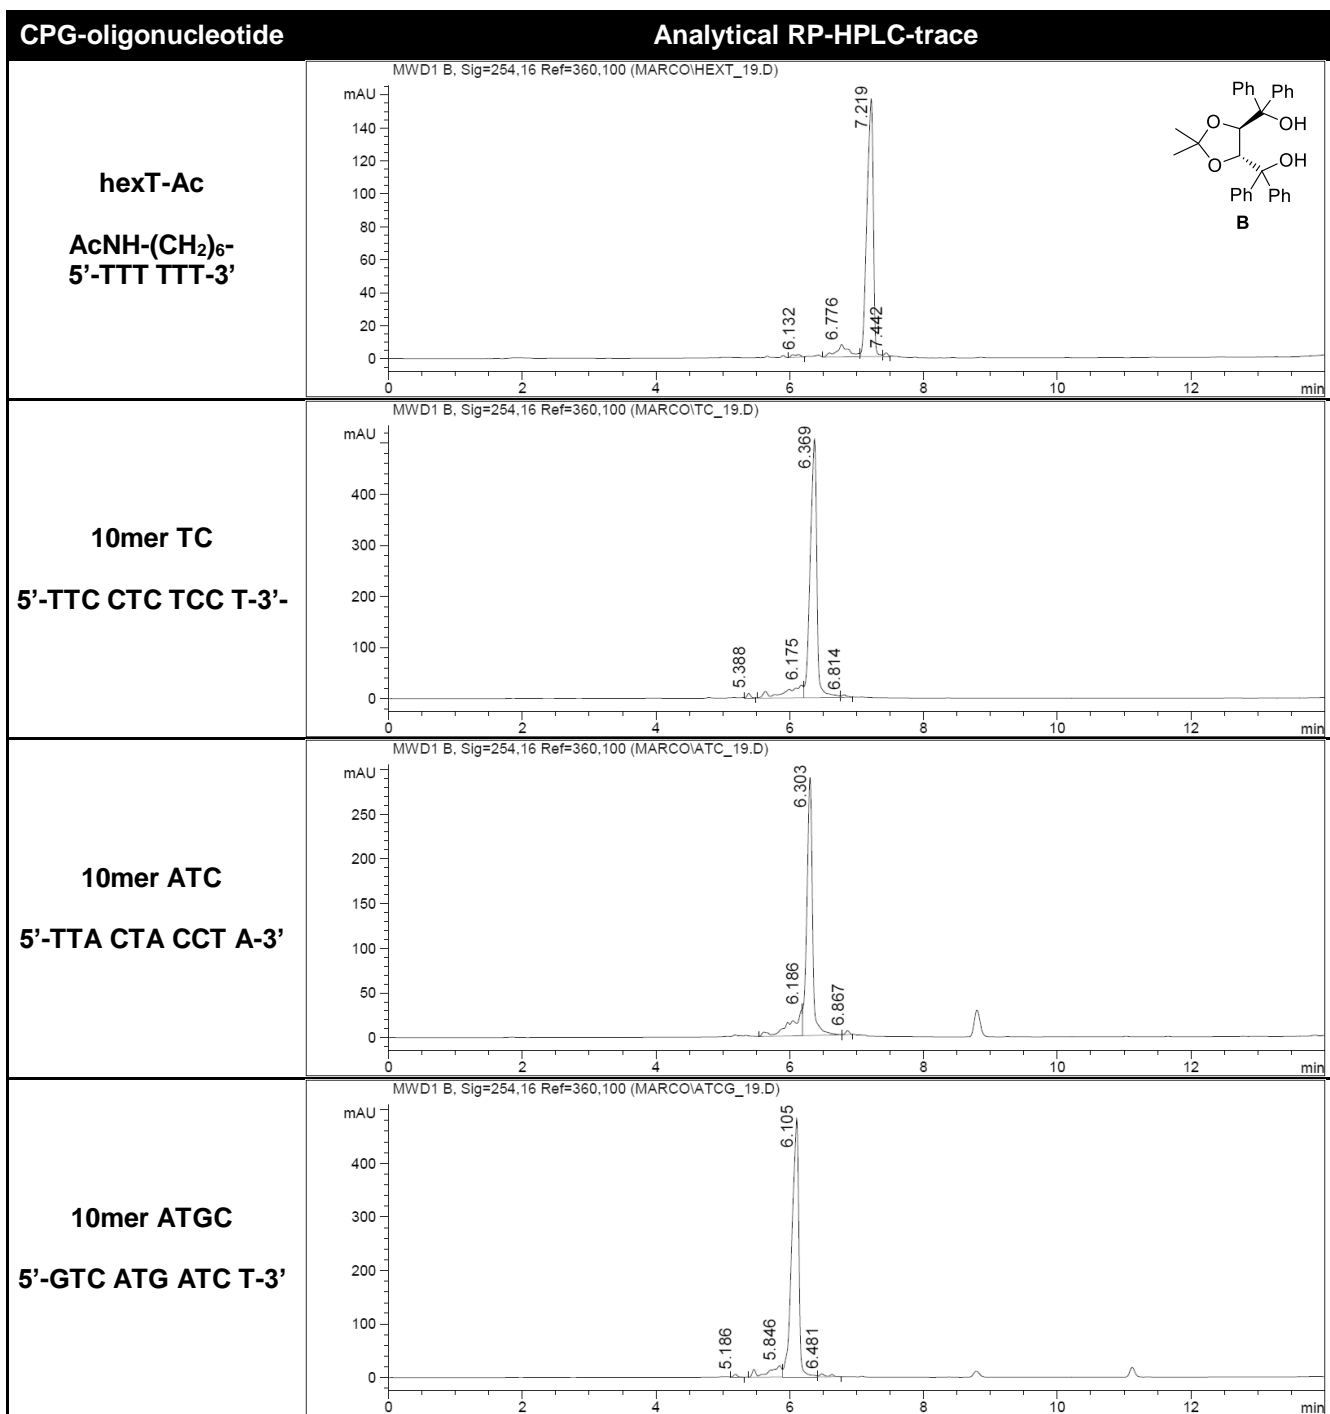 CPG-oligonucleotide Analytical RP-HPLC-trace
hexT-Ac
AcNH-(CH2)6-
5’-TTT TTT-3’
MWD1 B, Sig=254,16 Ref=360,100 (MARCO\HEXT_19.D)
mAU
140
120
100
80
60
40
20
0
6.132
6.776
7.219
7.442
0 2 4 6 8 10 12 min
Ph Ph
O OH
O OH
Ph Ph
B
10mer TC
5’-TTC CTC TCC T-3’-
MWD1 B, Sig=254,16 Ref=360,100 (MARCO\TC_19.D)
mAU
400
300
200
100
0
5.388
6.175
6.369
6.814
0 2 4 6 8 10 12 min
10mer ATC
5’-TTA CTA CCT A-3’
MWD1 B, Sig=254,16 Ref=360,100 (MARCO\ATC_19.D)
mAU
250
200
150
100
50
0
6.186
6.303
6.867
0 2 4 6 8 10 12 min
10mer ATGC
5’-GTC ATG ATC T-3’
MWD1 B, Sig=254,16 Ref=360,100 (MARCO\ATCG_19.D)
mAU
400
300
200
100
0
5.186
5.846
6.105
6.481
0 2 4 6 8 10 12 min